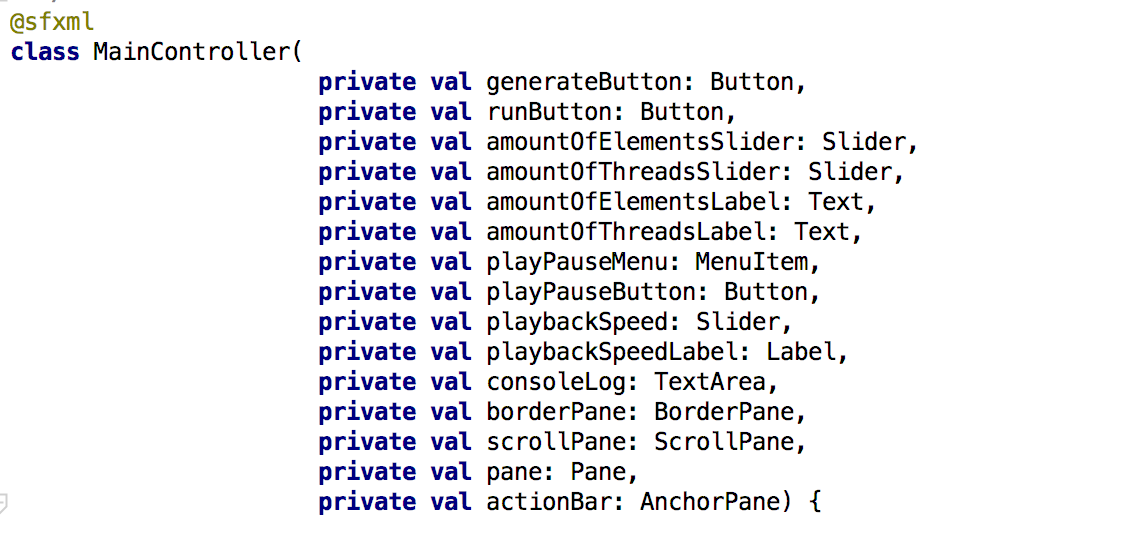 @sfxml
class MainController(
private val generateButton: Button,
private val runButton: Button,
private val amountOfElementsSlider: Slider,
private val amountOfThreadsSlider: Slider,
private val amountOfElementsLabel: Text,
private val amountOfThreadsLabel: Text,
private val playPauseMenu: MenuItem,
private val playPauseButton: Button,
private val playbackSpeed: Slider,
private val playbackSpeedLabel: Label,
private val consoleLog: TextArea,
private val borderPane: BorderPane,
private val scrollPane: ScrollPane,
private val pane: Pane,
private val actionBar: AnchorPane) {